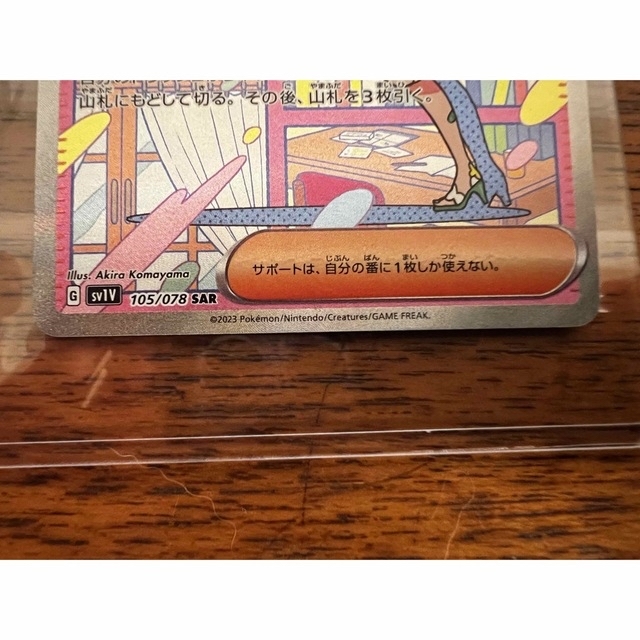 山札にもどして切る。その後、山札を3枚引く。
サポートは、自分の番に1枚しか使えない。
Illus. Akira Komayama
G sv1V 105/078 SAR
©2023 Pokémon/Nintendo/Creatures/GAME FREAK.